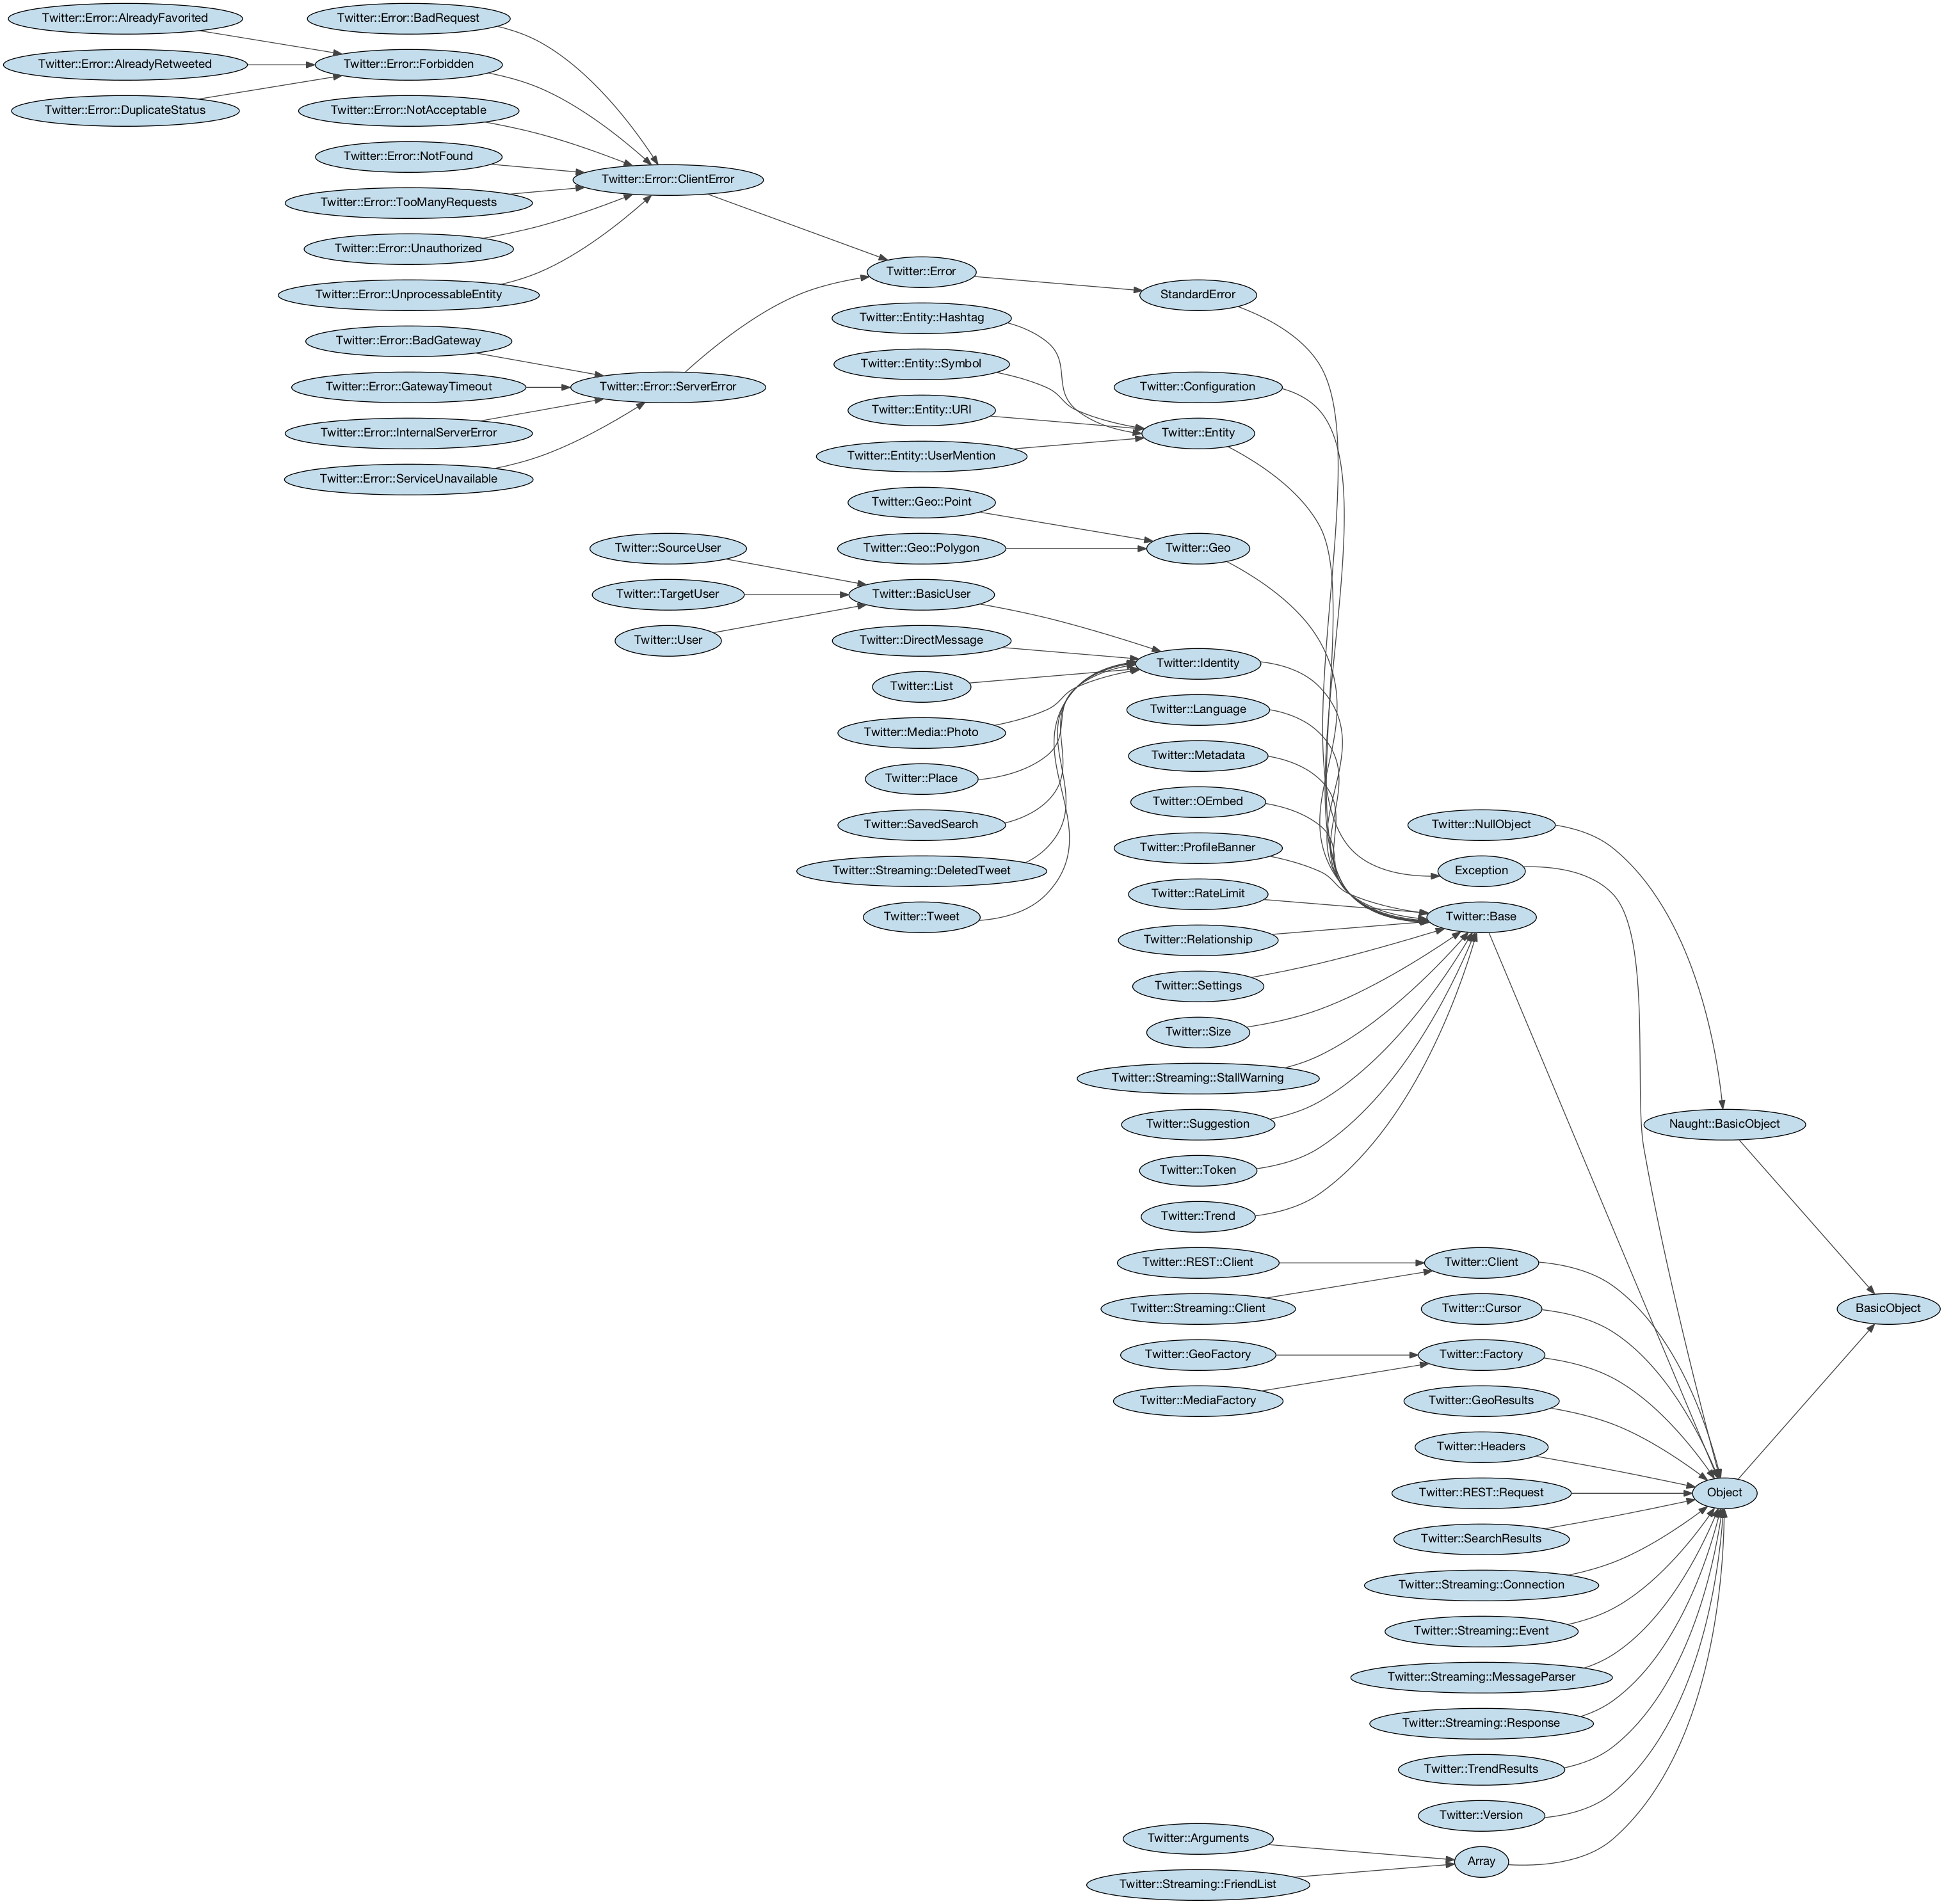 Twitter::Error::AlreadyFavorited
Twitter::Error::AlreadyRetweeted
Twitter::Error::DuplicateStatus
Twitter::Error::BadRequest
Twitter::Error::Forbidden
Twitter::Error::NotAcceptable
Twitter::Error::NotFound
Twitter::Error::TooManyRequests
Twitter::Error::Unauthorized
Twitter::Error::UnprocessableEntity
Twitter::Error::BadGateway
Twitter::Error::GatewayTimeout
Twitter::Error::InternalServerError
Twitter::Error::ServiceUnavailable
Twitter::Error::ClientError
Twitter::Error::ServerError
Twitter::SourceUser
Twitter::TargetUser
Twitter::User
Twitter::Error
Twitter::Entity::Hashtag
Twitter::Entity::Symbol
Twitter::Entity::URI
Twitter::Entity::UserMention
Twitter::Geo::Point
Twitter::Geo::Polygon
Twitter::BasicUser
Twitter::DirectMessage
Twitter::List
Twitter::Media::Photo
Twitter::Place
Twitter::SavedSearch
Twitter::Streaming::DeletedTweet
Twitter::Tweet
StandardError
Twitter::Configuration
Twitter::Entity
Twitter::Geo
Twitter::Identity
Twitter::Language
Twitter::Metadata
Twitter::OEmbed
Twitter::ProfileBanner
Twitter::RateLimit
Twitter::Relationship
Twitter::Settings
Twitter::Size
Twitter::Streaming::StallWarning
Twitter::Suggestion
Twitter::Token
Twitter::Trend
Twitter::REST::Client
Twitter::Streaming::Client
Twitter::GeoFactory
Twitter::MediaFactory
Twitter::Arguments
Twitter::Streaming::FriendList
Twitter::NullObject
Exception
Twitter::Base
Twitter::Client
Twitter::Cursor
Twitter::Factory
Twitter::GeoResults
Twitter::Headers
Twitter::REST::Request
Twitter::SearchResults
Twitter::Streaming::Connection
Twitter::Streaming::Event
Twitter::Streaming::MessageParser
Twitter::Streaming::Response
Twitter::TrendResults
Twitter::Version
Array
Naught::BasicObject
Object
BasicObject